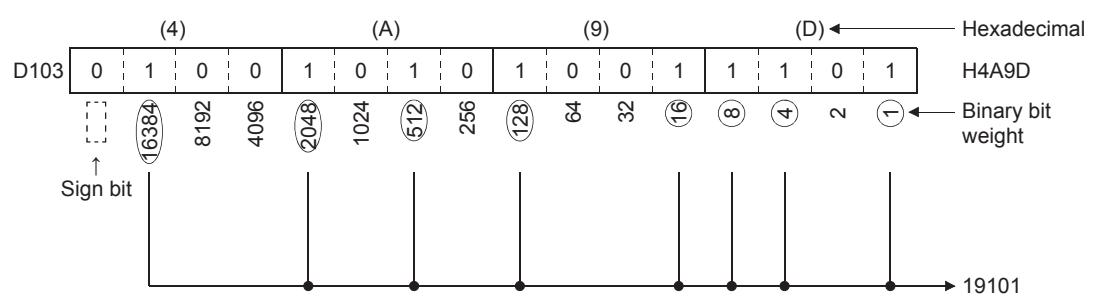 (4) (A) (9) (D) Hexadecimal
D103 0 1 0 0 1 0 1 0 1 0 0 1 1 1 0 1 H4A9D
16384 8192 4096 2048 1024 512 256 128 64 32 16 8 4 2 1 Binary bit
weight
Sign bit
19101